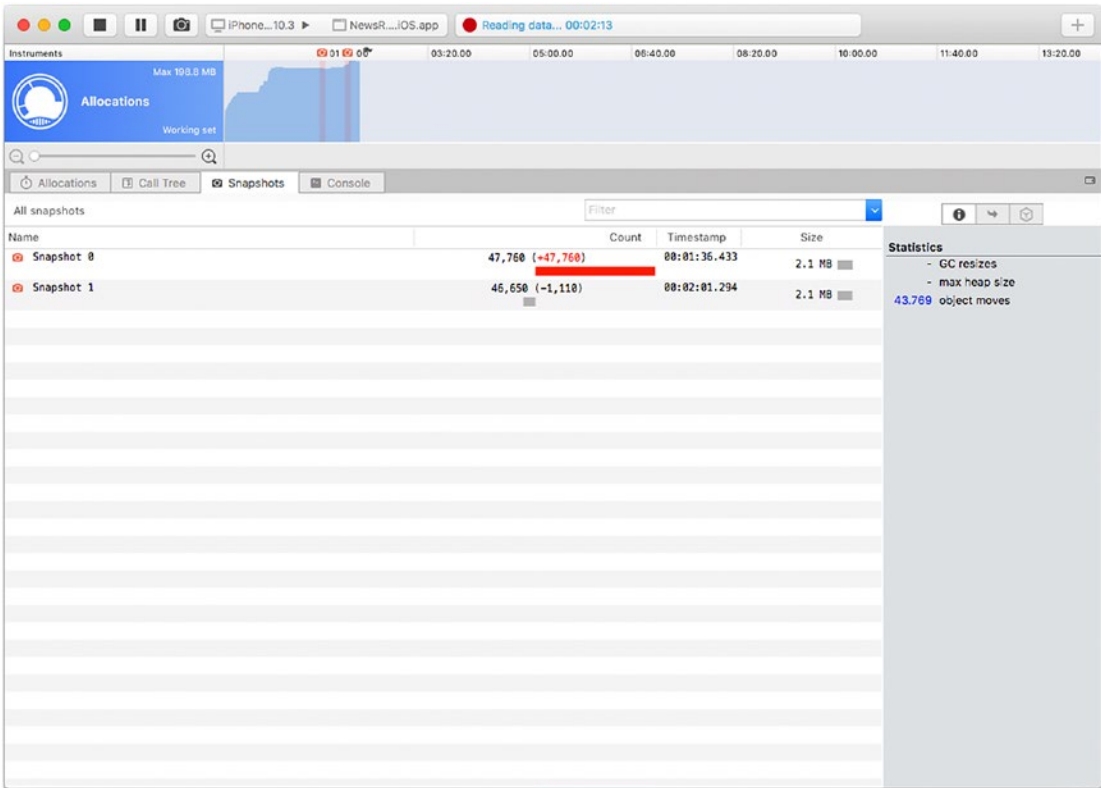 iPhone...10.3 NewsR....iOS.app Reading data... 00:02:13
Instruments 01 03:20.00 05:00.00 06:40.00 08:20.00 10:00.00 11:40.00 13:20.00
Max 198.8 MB
Allocations
Working set
Allocations Call Tree Snapshots Console
All snapshots Filter
Name Count Timestamp Size
Snapshot 0 47,760 (+47,760) 00:01:36.433 2.1 MB
Snapshot 1 46,650 (-1,110) 00:02:01.294 2.1 MB
Statistics
- GC resizes
- max heap size
43.769 object moves